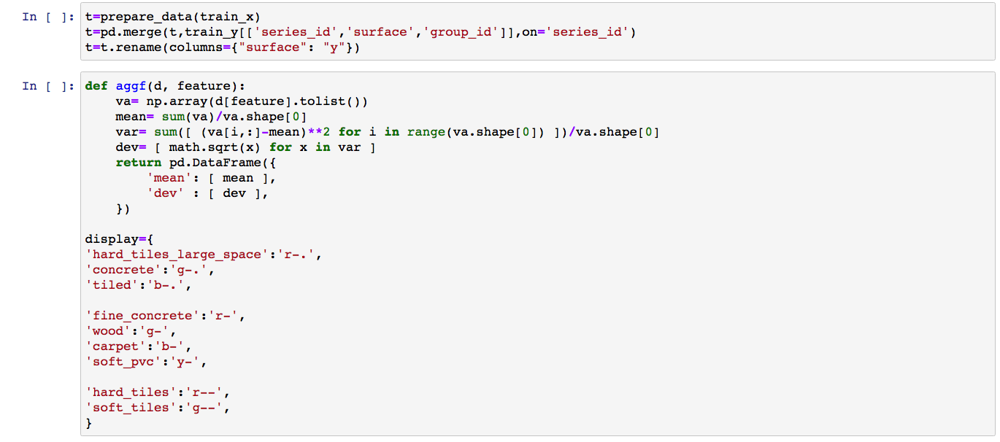 In [ ]: t=prepare_data(train_x)
t=pd.merge(t,train_y[['series_id','surface','group_id']],on='series_id')
t=t.rename(columns={"surface": "y"})
In [ ]: def aggf(d, feature):
    va= np.array(d[feature].tolist())
    mean= sum(va)/va.shape[0]
    var= sum([ (va[i,:]-mean)**2 for i in range(va.shape[0]) ])/va.shape[0]
    dev= [ math.sqrt(x) for x in var ]
    return pd.DataFrame({
        'mean': [ mean ],
        'dev' : [ dev ],
    })
display={
'hard_tiles_large_space':'r-.',
'concrete':'g-.',
'tiled':'b-.',
'fine_concrete':'r-',
'wood':'g-',
'carpet':'b-',
'soft_pvc':'y-',
'hard_tiles':'r--',
'soft_tiles':'g--',
}